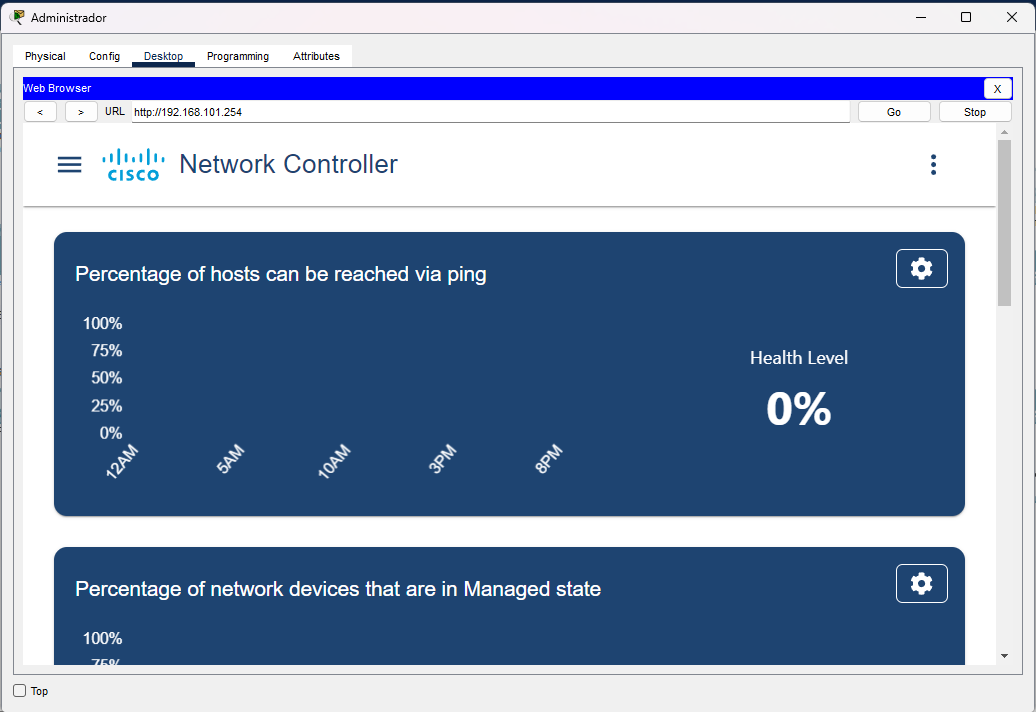 Administrador
Physical Config Desktop Programming Attributes
Web Browser X
< > URL http://192.168.101.254 Go Stop
CISCO Network Controller
Percentage of hosts can be reached via ping
100%
75%
50%
25%
0%
12AM 5AM 10AM 3PM 8PM
Health Level
0%
Percentage of network devices that are in Managed state
100%
75%
Top